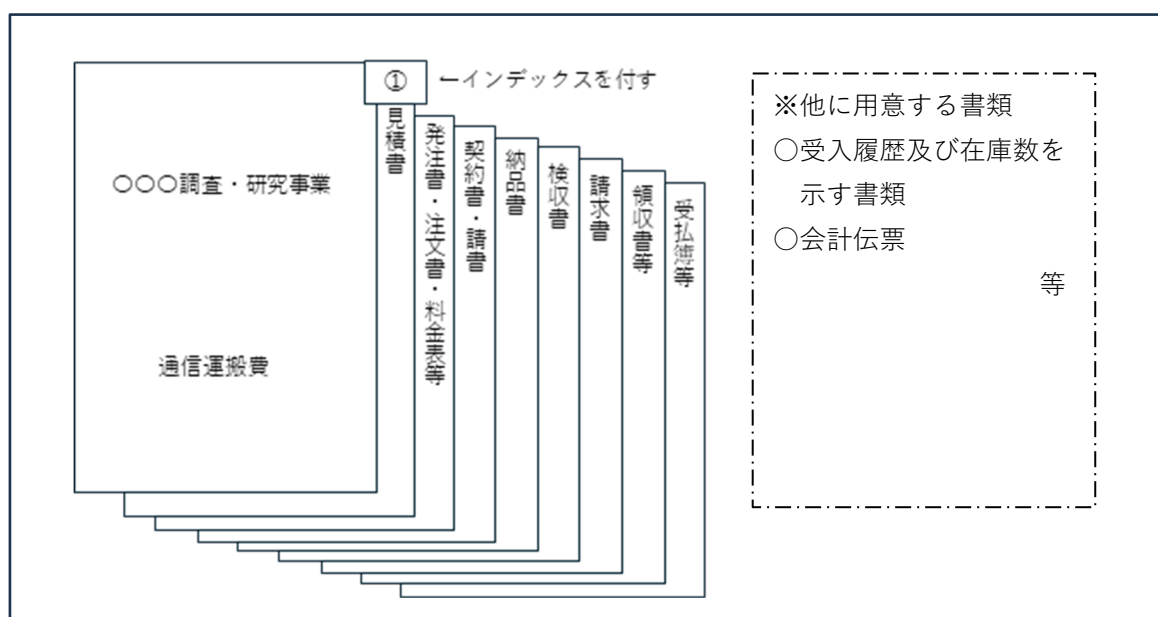 ①
←インデックスを付す
○○○調査・研究事業
通信運搬費
見積書
発注書・注文書・料金表等
契約書・請書
納品書
検収書
請求書
領収書等
受払簿等
※他に用意する書類
○受入履歴及び在庫数を
示す書類
○会計伝票
等